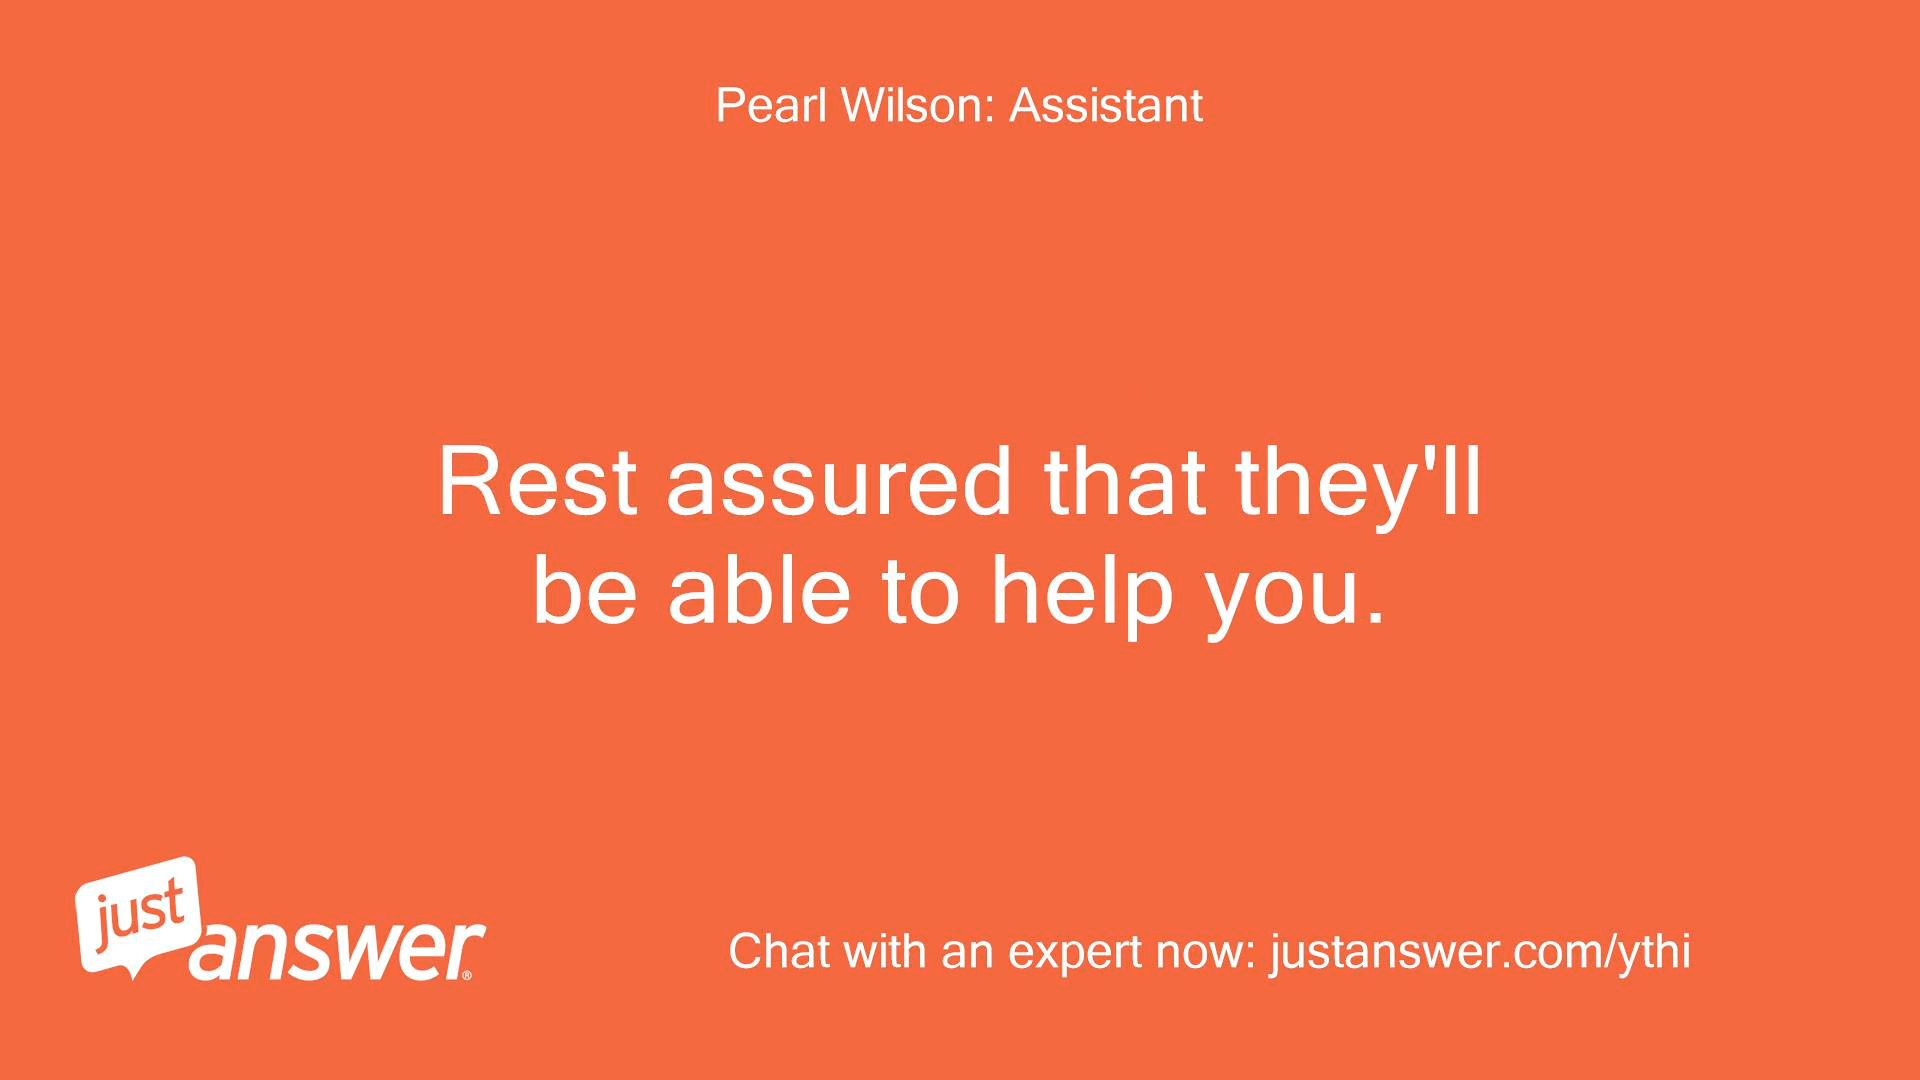 Pearl Wilson: Assistant
Rest assured that they'll
be able to help you.
just
answer®
Chat with an expert now: justanswer.com/ythi